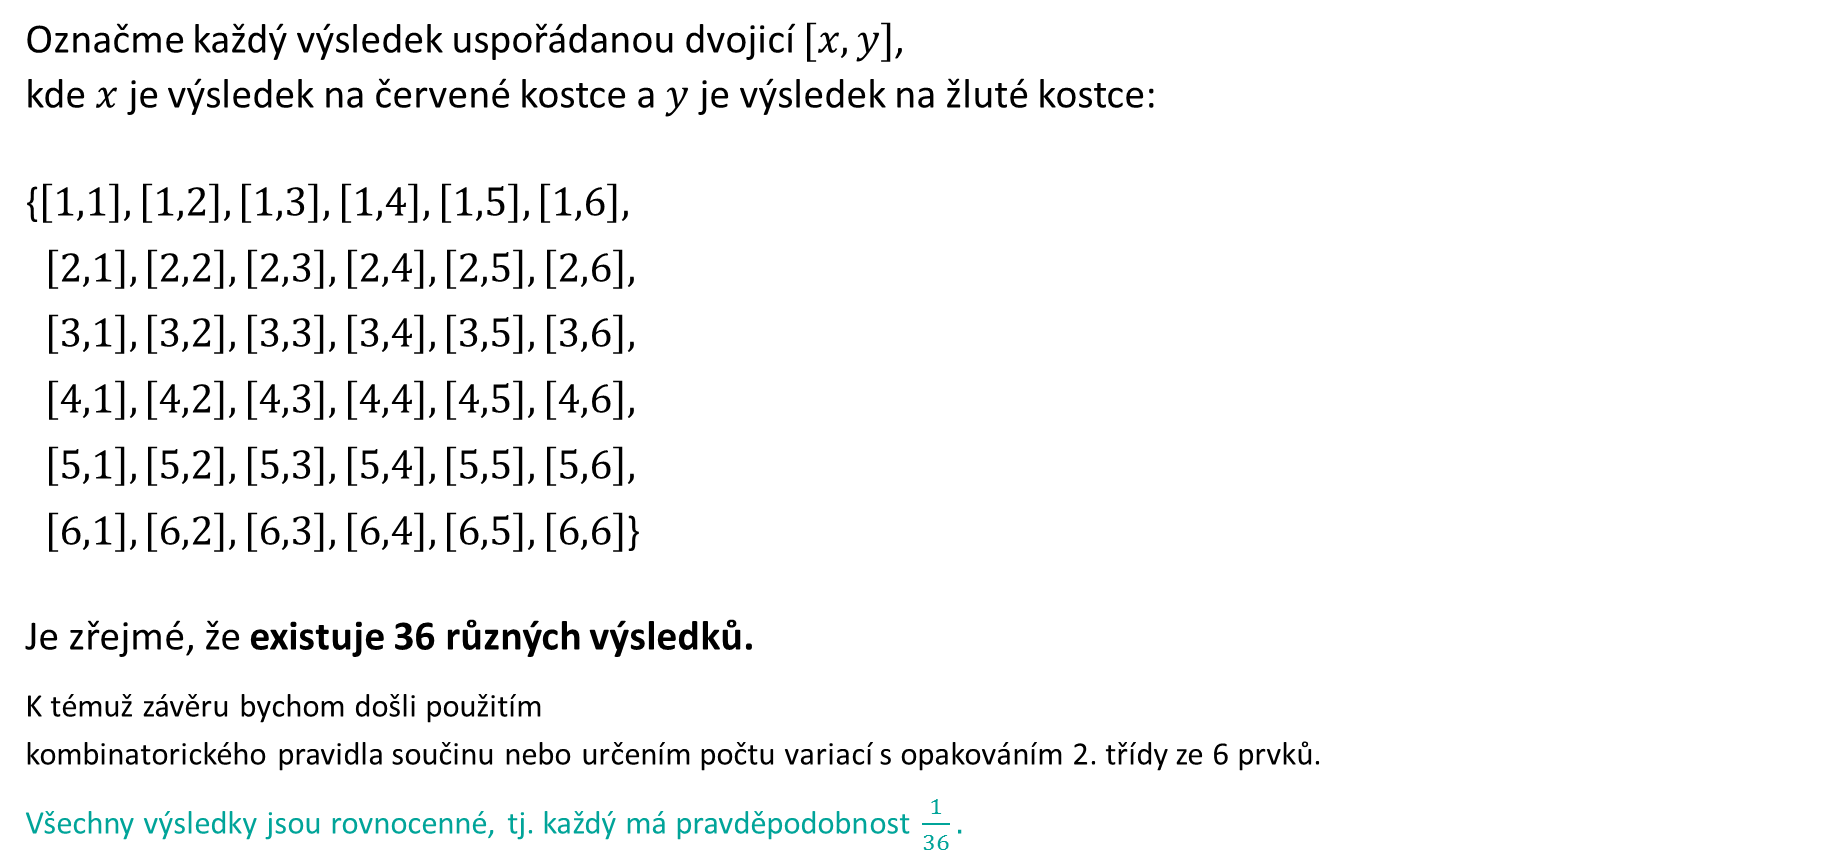 Označme každý výsledek uspořádanou dvojicí [x, y],
kde x je výsledek na červené kostce a y je výsledek na žluté kostce:
{[1,1], [1,2], [1,3], [1,4], [1,5], [1,6],
[2,1], [2,2], [2,3], [2,4], [2,5], [2,6],
[3,1], [3,2], [3,3], [3,4], [3,5], [3,6],
[4,1], [4,2], [4,3], [4,4], [4,5], [4,6],
[5,1], [5,2], [5,3], [5,4], [5,5], [5,6],
[6,1], [6,2], [6,3], [6,4], [6,5], [6,6]}
Je zřejmé, že existuje 36 různých výsledků.
K témuž závěru bychom došli použitím
kombinatorického pravidla součinu nebo určením počtu variací s opakováním 2. třídy ze 6 prvků.
Všechny výsledky jsou rovnocenné, tj. každý má pravděpodobnost 1/36.